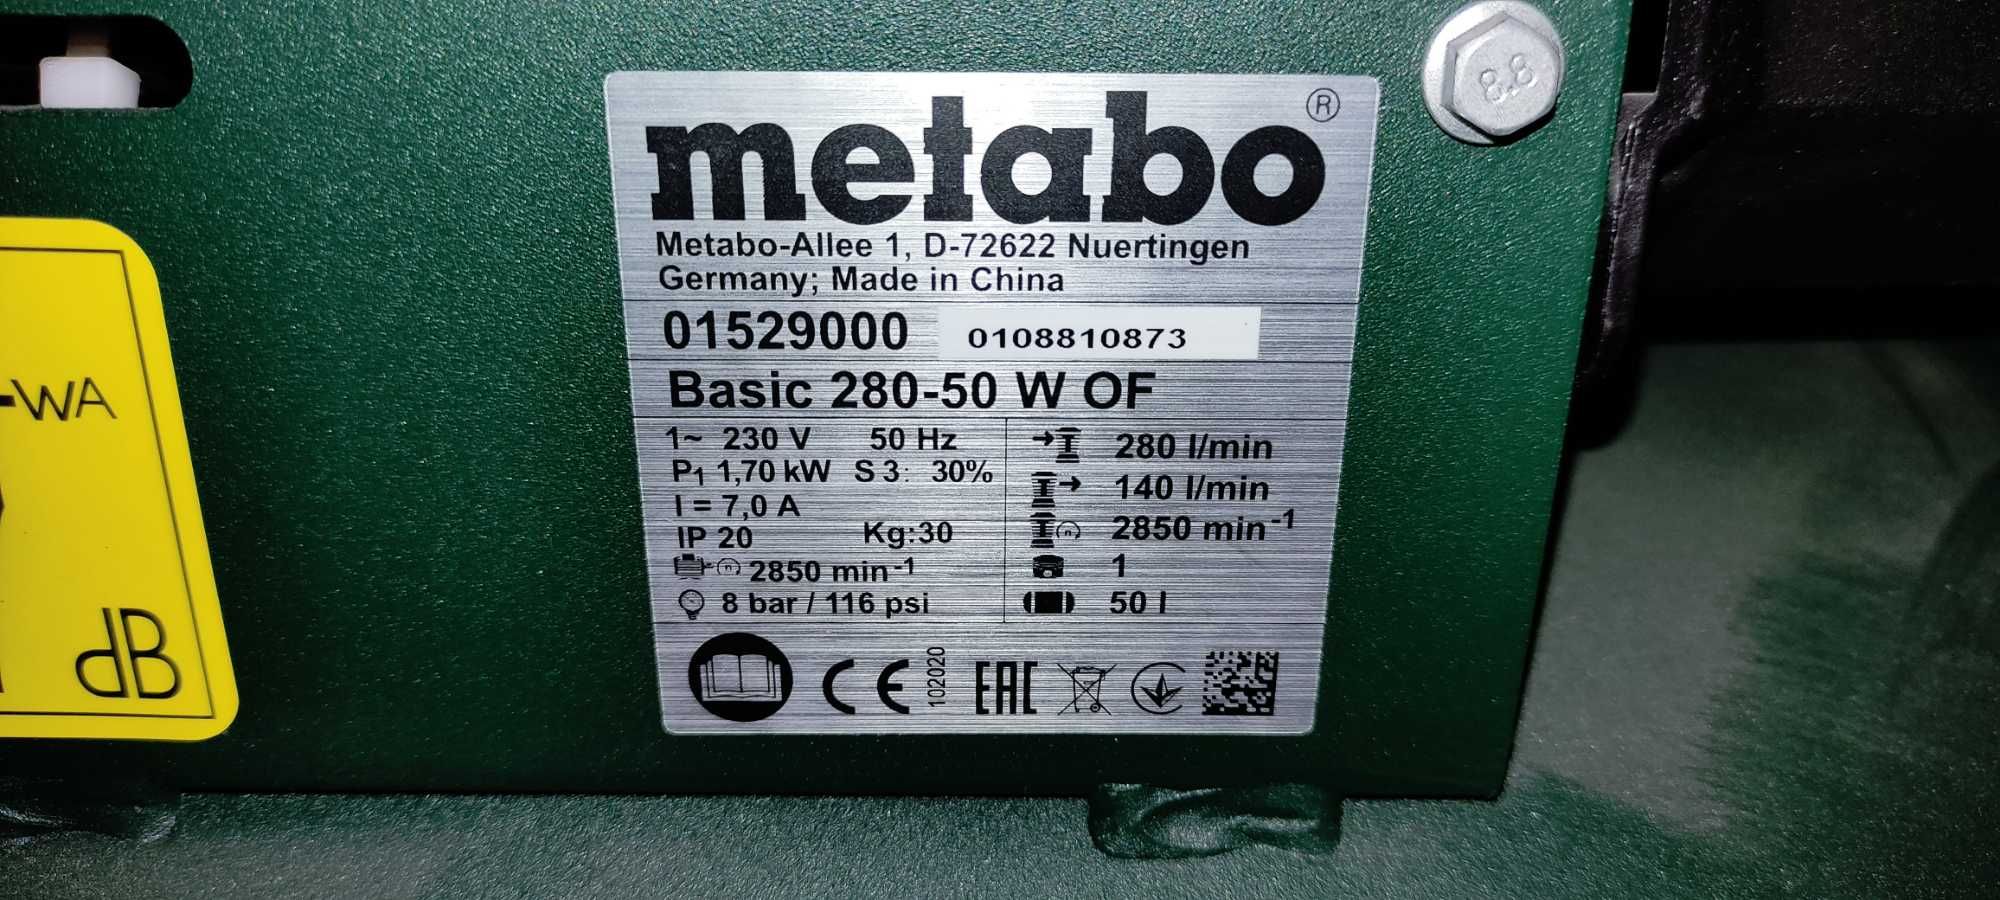 8.8
metabo®
Metabo-Allee 1, D-72622 Nuertingen
Germany; Made in China
01529000 0108810873
Basic 280-50 W OF
1~ 230 V 50 Hz
P1 1,70 kW S 3: 30%
I = 7,0 A
IP 20 Kg:30
n 2850 min-1
8 bar / 116 psi
280 l/min
140 l/min
n 2850 min-1
1
50 l
CE
102020
EAC
-WA
dB